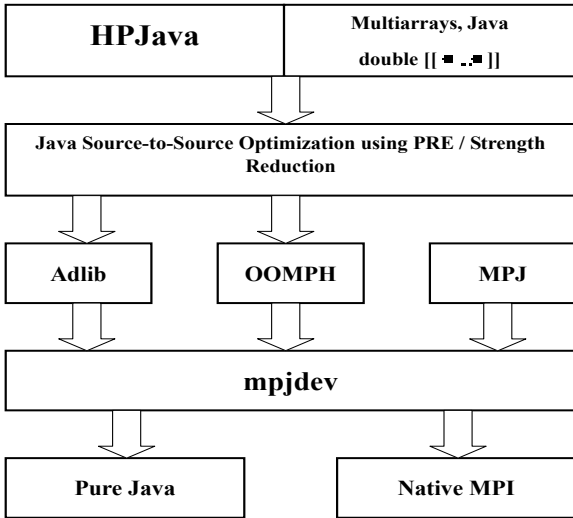 HPJava
Multiarrays, Java
double [[ ]]
Java Source-to-Source Optimization using PRE / Strength
Reduction
Adlib
OOMPH
MPJ
mpjdev
Pure Java
Native MPI